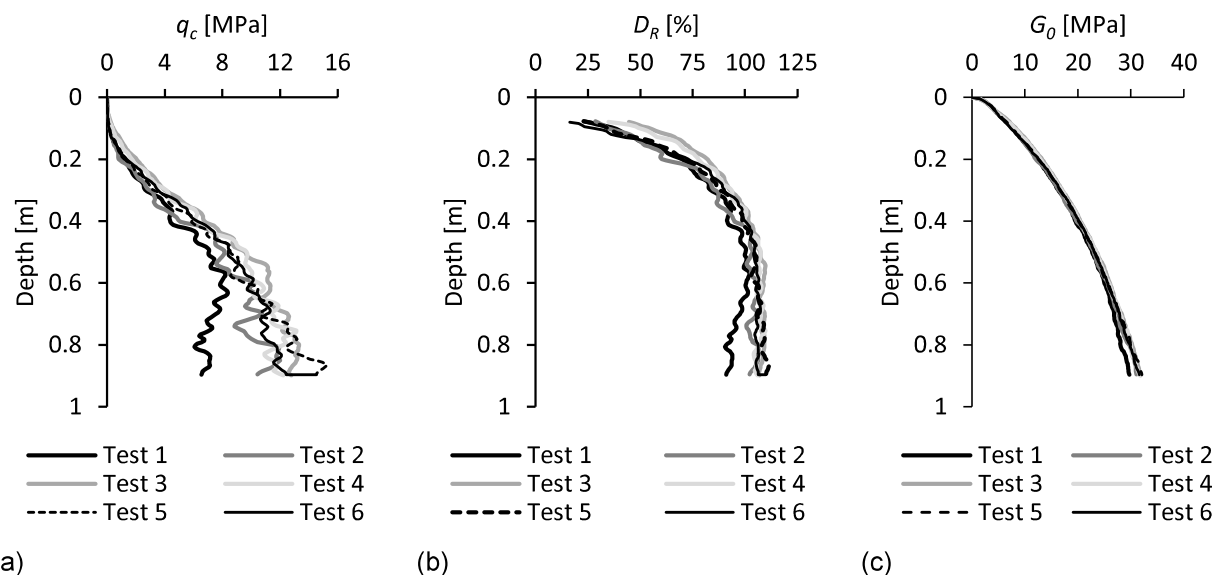 q_c [MPa]
0 4 8 12 16
0
0.2
0.4
0.6
0.8
1
Depth [m]
Test 1 Test 2
Test 3 Test 4
Test 5 Test 6
a)
D_R [%]
0 25 50 75 100 125
0
0.2
0.4
0.6
0.8
1
Depth [m]
Test 1 Test 2
Test 3 Test 4
Test 5 Test 6
(b)
G_0 [MPa]
0 10 20 30 40
0
0.2
0.4
0.6
0.8
1
Depth [m]
Test 1 Test 2
Test 3 Test 4
Test 5 Test 6
(c)